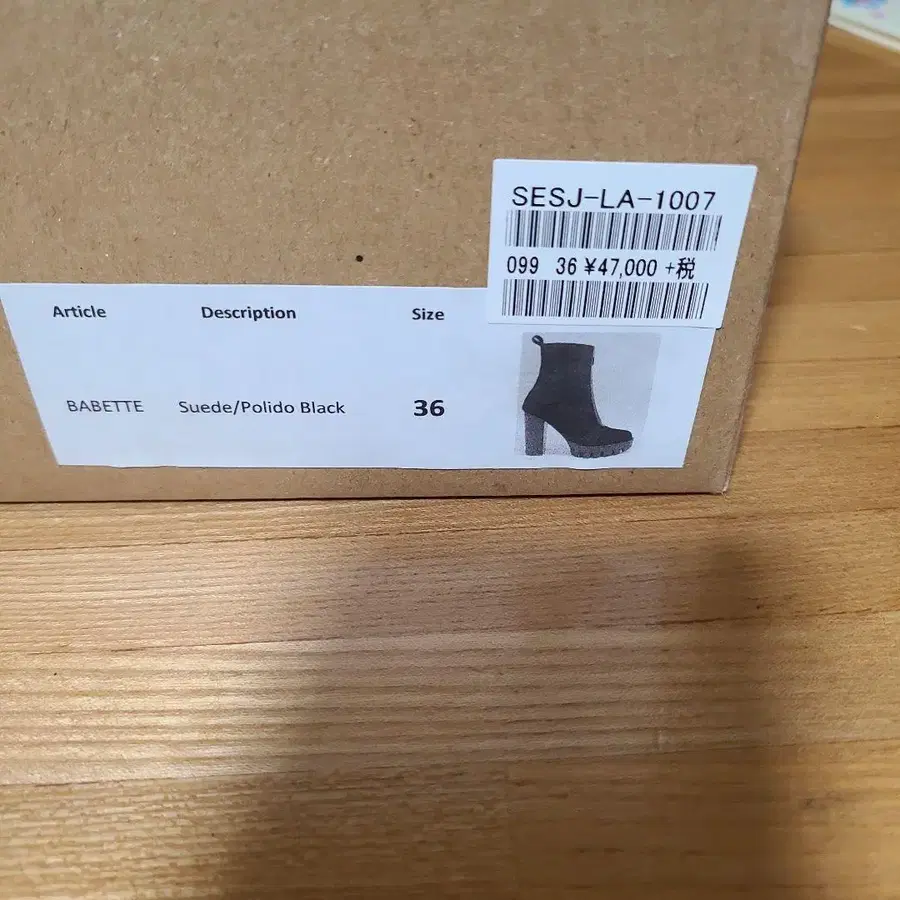 SESJ-LA-1007
099 36 ¥47,000 +税
Article Description Size
BABETTE Suede/Polido Black 36